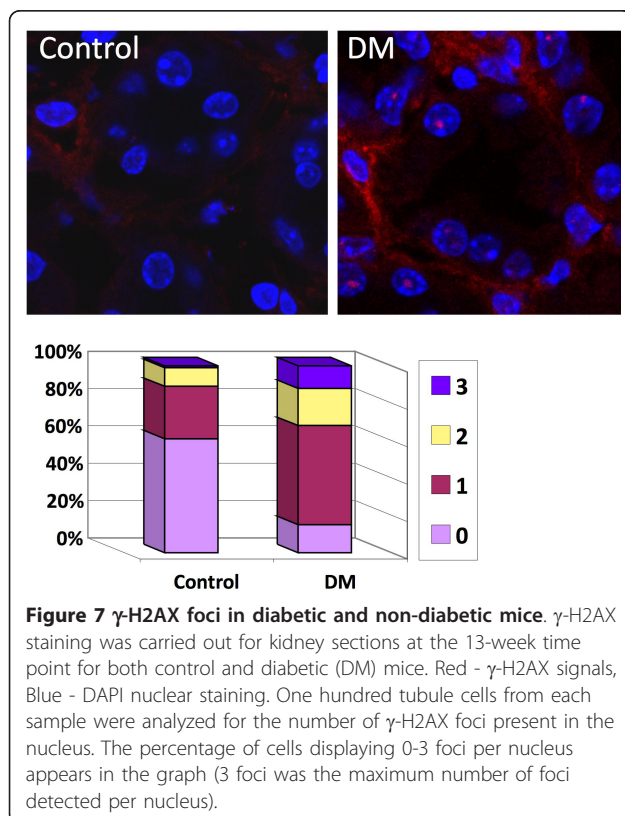 Control
DM
100%
80%
60%
40%
20%
0%
3
2
1
0
Control
DM
Figure 7 γ-H2AX foci in diabetic and non-diabetic mice. γ-H2AX
staining was carried out for kidney sections at the 13-week time
point for both control and diabetic (DM) mice. Red - γ-H2AX signals,
Blue - DAPI nuclear staining. One hundred tubule cells from each
sample were analyzed for the number of γ-H2AX foci present in the
nucleus. The percentage of cells displaying 0-3 foci per nucleus
appears in the graph (3 foci was the maximum number of foci
detected per nucleus).